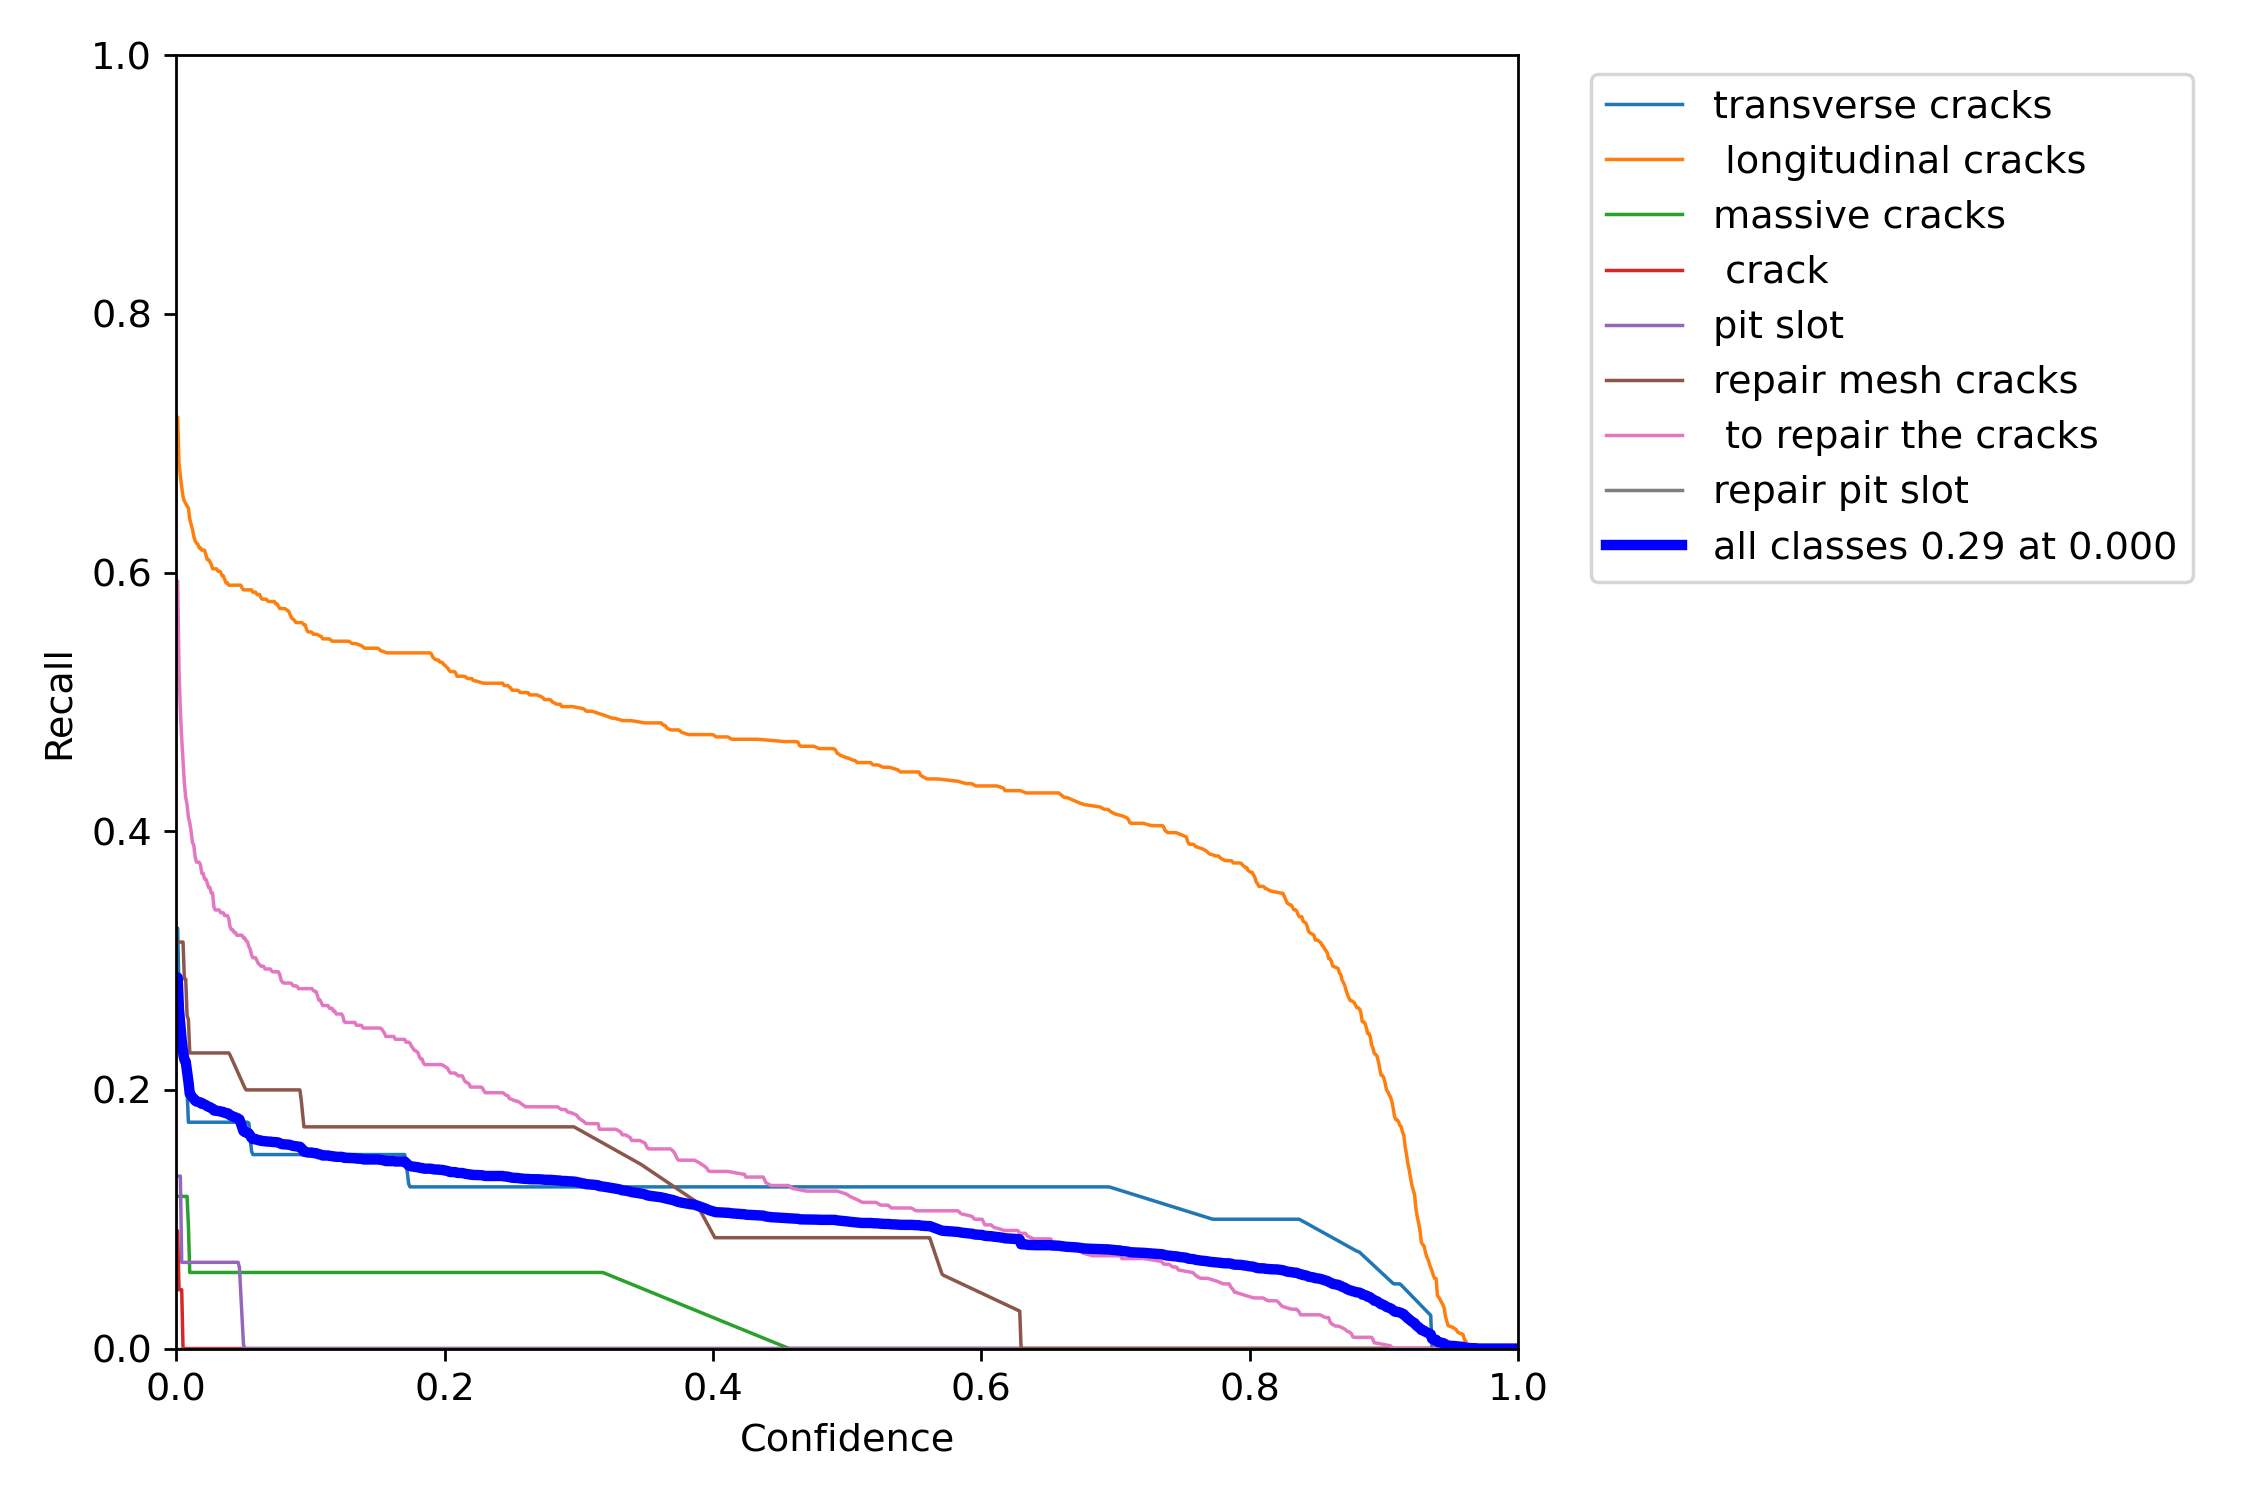 1.0
0.8
0.6
0.4
0.2
0.0
Recall
0.0 0.2 0.4 0.6 0.8 1.0
Confidence
transverse cracks
longitudinal cracks
massive cracks
crack
pit slot
repair mesh cracks
to repair the cracks
repair pit slot
all classes 0.29 at 0.000